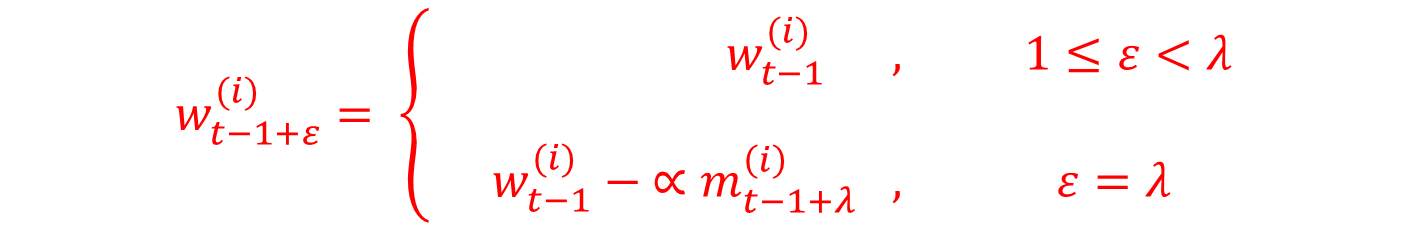 w_{t-1+ε}^{(i)} = { w_{t-1}^{(i)} , 1 ≤ ε < λ
w_{t-1}^{(i)} − ∝ m_{t-1+λ}^{(i)} , ε = λ